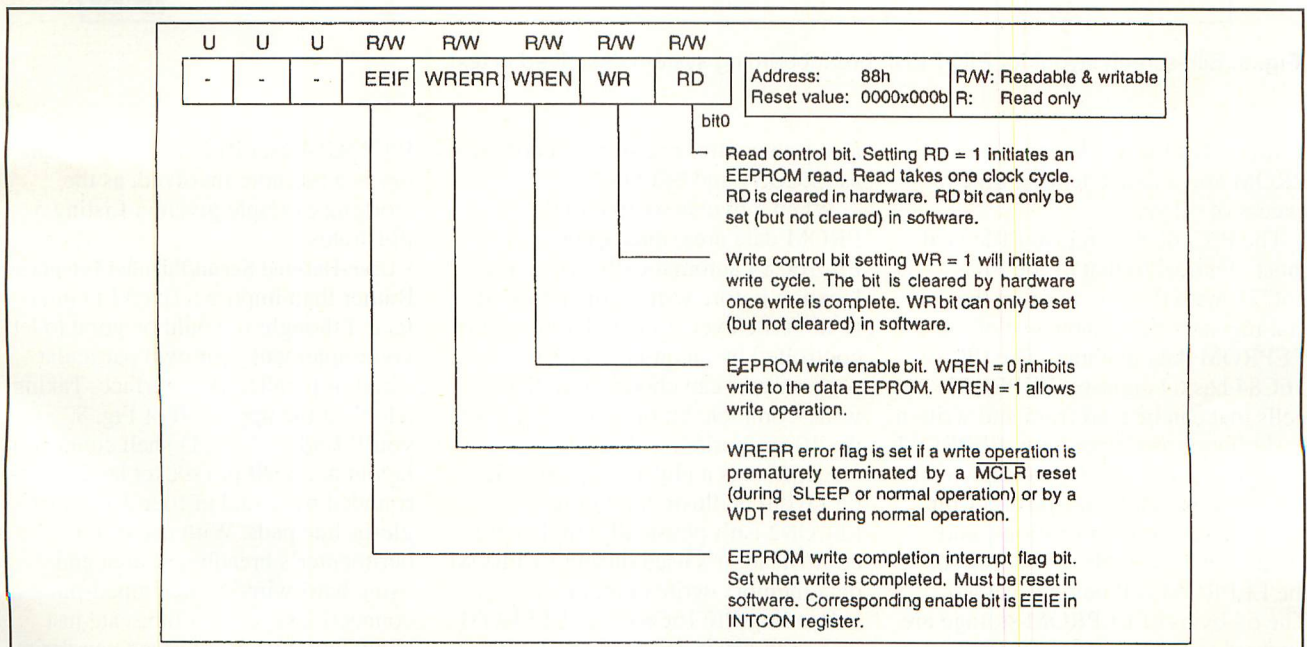 U U U R/W R/W R/W R/W R/W
- - - EEIF WRERR WREN WR RD
bit0
Address: 88h
Reset value: 0000x000b
R/W: Readable & writable
R: Read only
Read control bit. Setting RD = 1 initiates an
EEPROM read. Read takes one clock cycle.
RD is cleared in hardware. RD bit can only be
set (but not cleared) in software.
Write control bit setting WR = 1 will initiate a
write cycle. The bit is cleared by hardware
once write is complete. WR bit can only be set
(but not cleared) in software.
EEPROM write enable bit. WREN = 0 inhibits
write to the data EEPROM. WREN = 1 allows
write operation.
WRERR error flag is set if a write operation is
prematurely terminated by a MCLR reset
(during SLEEP or normal operation) or by a
WDT reset during normal operation.
EEPROM write completion interrupt flag bit.
Set when write is completed. Must be reset in
software. Corresponding enable bit is EEIE in
INTCON register.